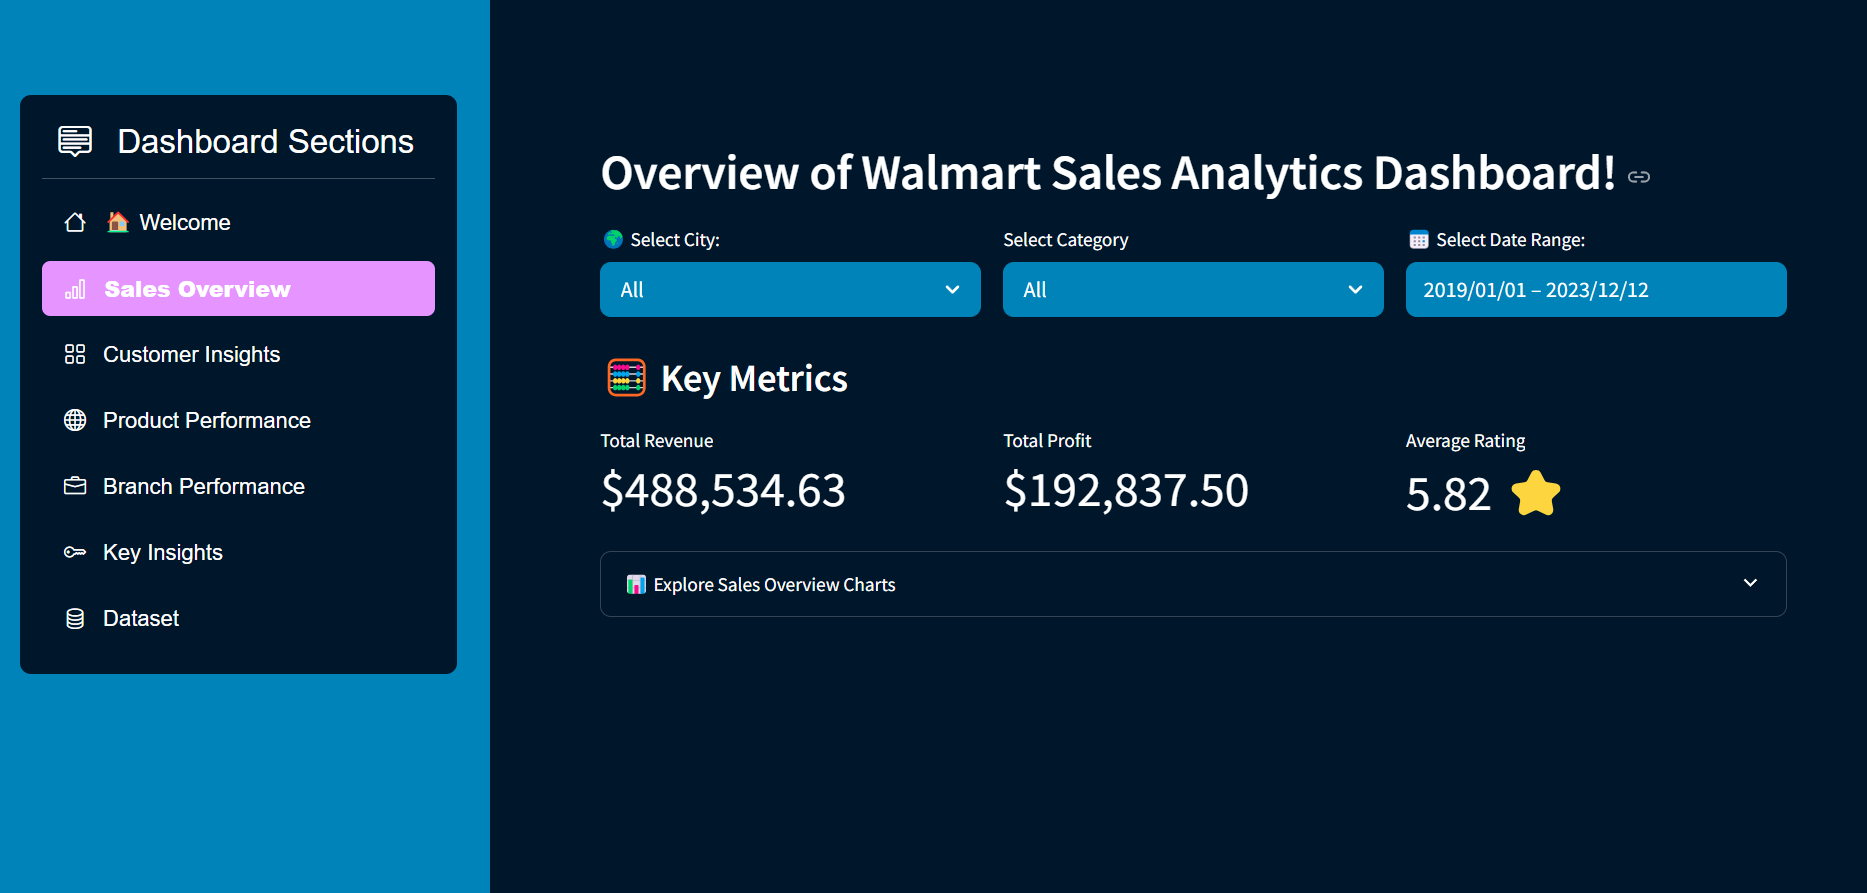 Dashboard Sections
Welcome
Sales Overview
Customer Insights
Product Performance
Branch Performance
Key Insights
Dataset
Overview of Walmart Sales Analytics Dashboard!
Select City:
All
Select Category
All
Select Date Range:
2019/01/01 – 2023/12/12
Key Metrics
Total Revenue
$488,534.63
Total Profit
$192,837.50
Average Rating
5.82
Explore Sales Overview Charts